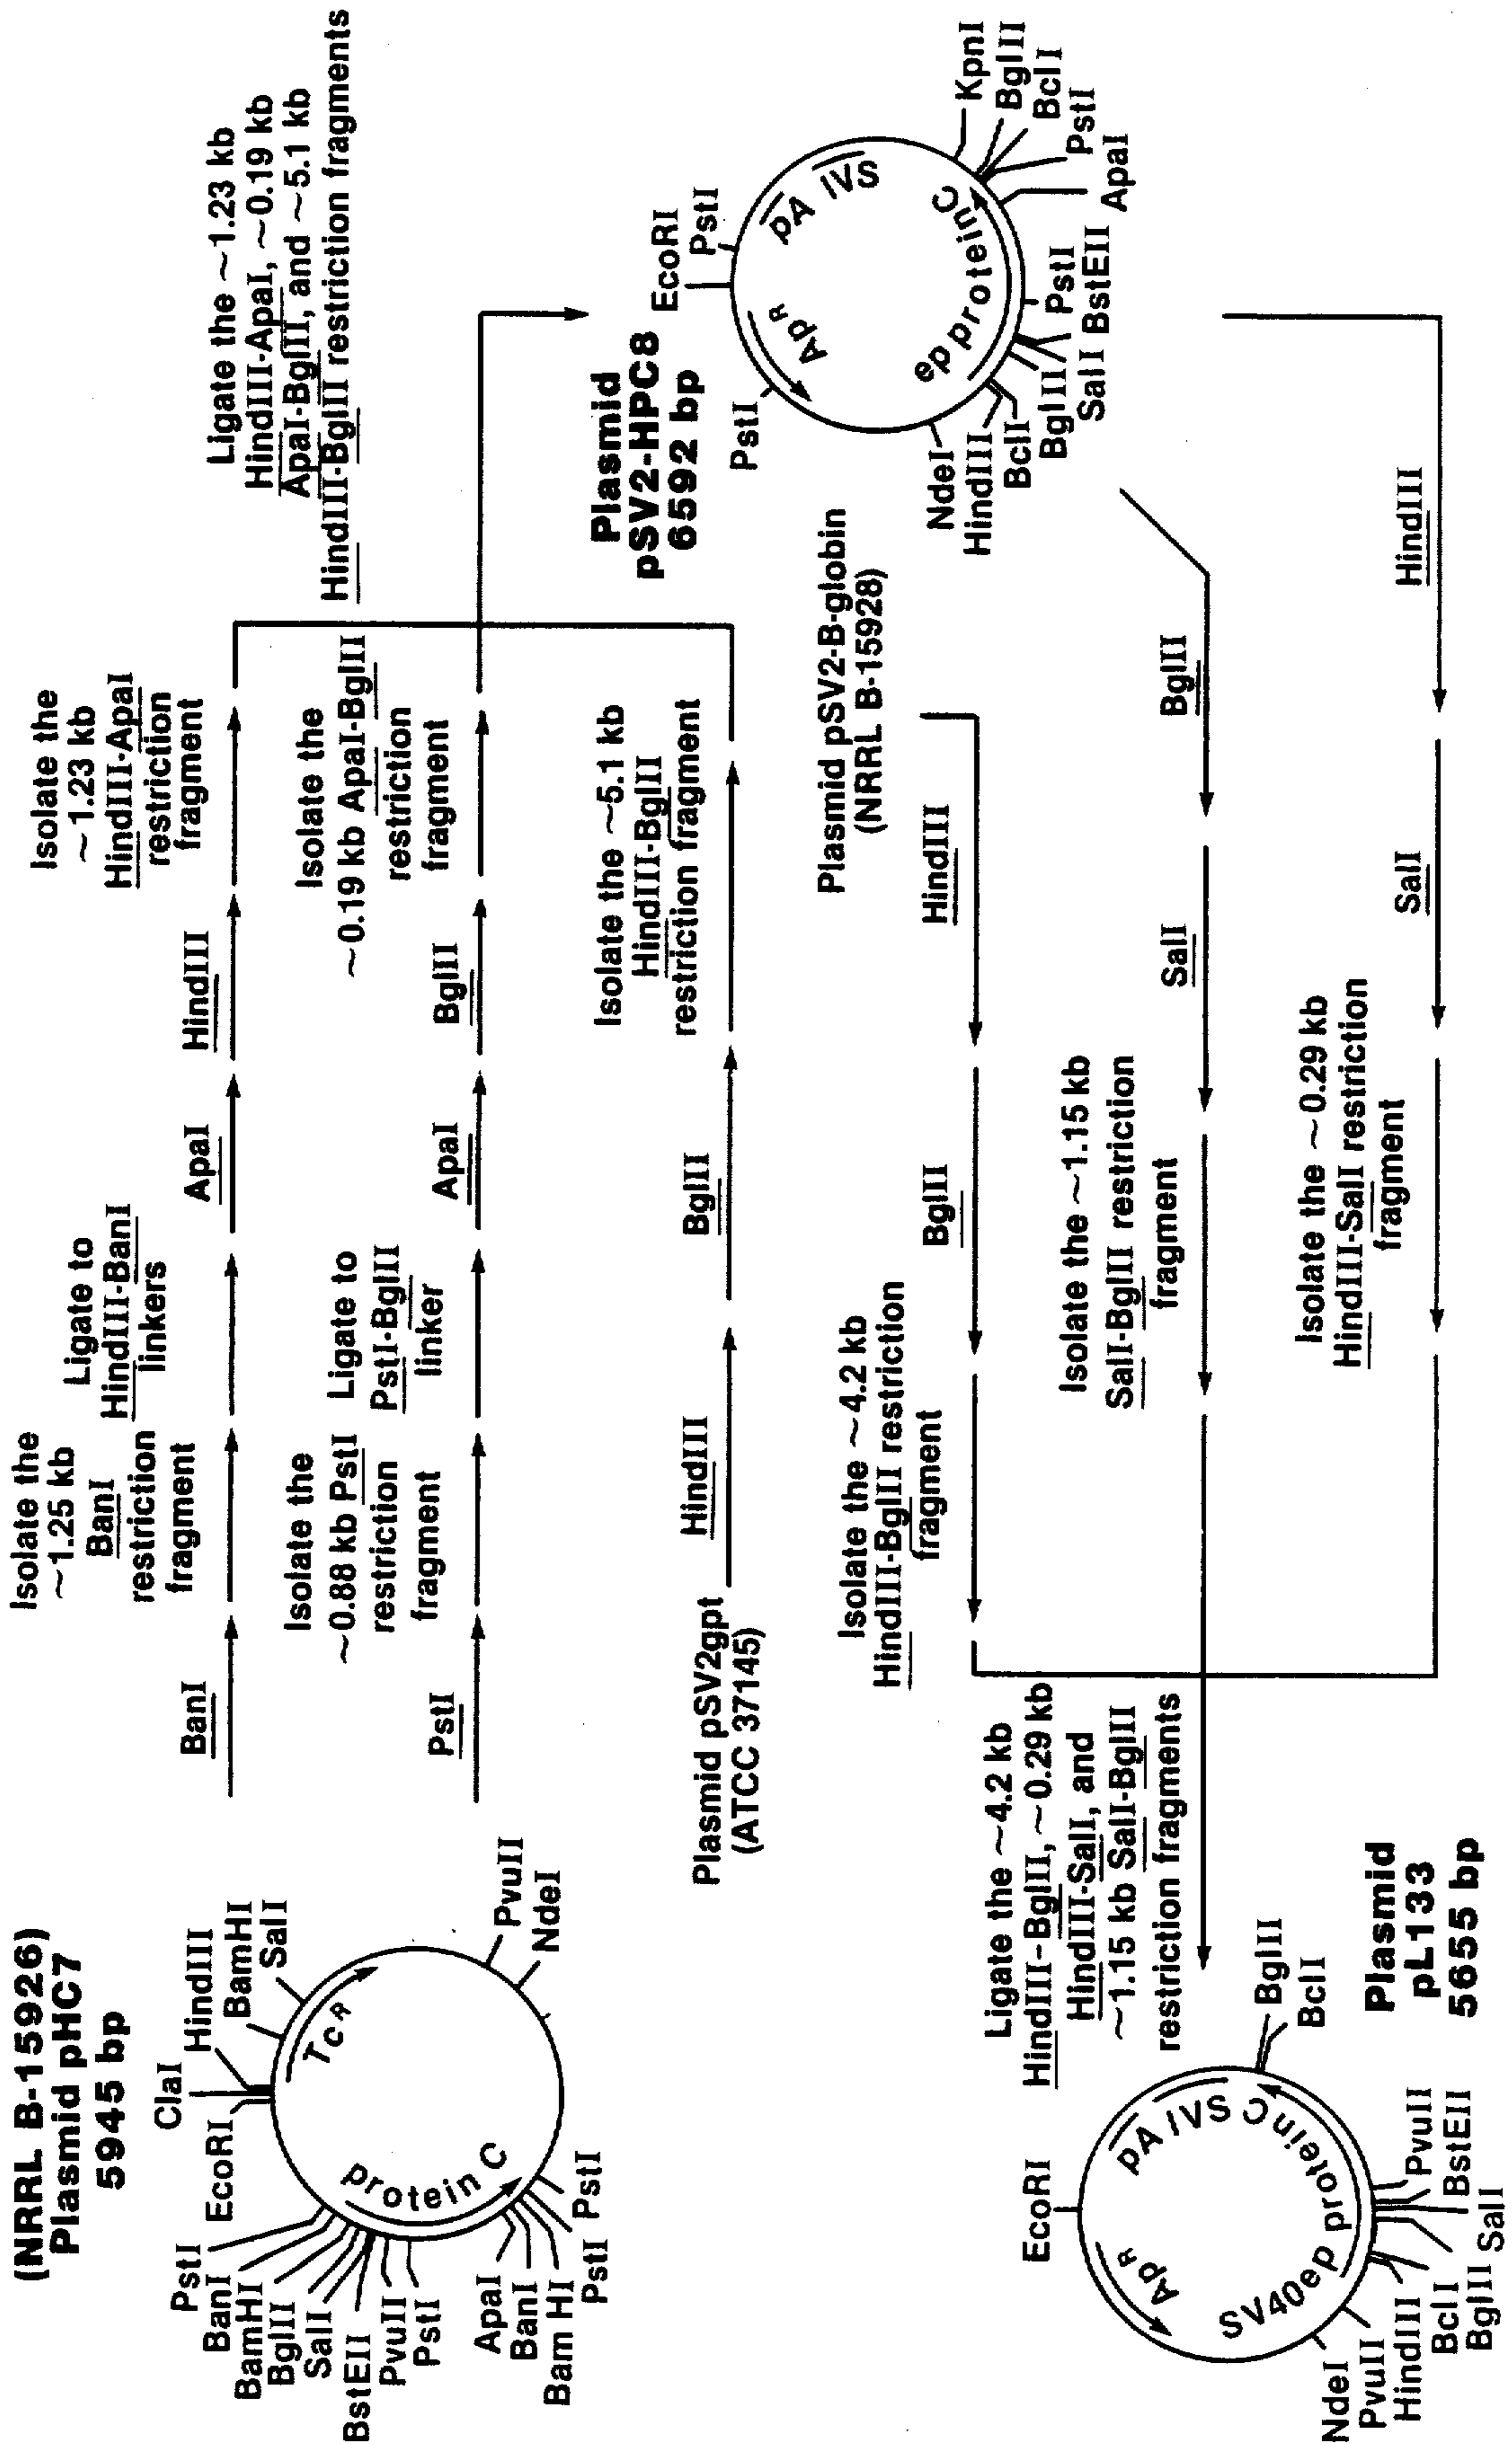 (NRRL B-15926)
Plasmid pHC7
5945 bp
ClaI
EcoRI
HindIII
BamHI
SalI
PstI
BanI
BamHI
BglII
SalI
BstEII
PvuII
PstI
ApaI
BanI
Bam HI
PstI
PstI
PvuII
NdeI
TcR
protein C
BanI
Isolate the
~1.25 kb
BanI
restriction
fragment
Ligate to
HindIII-BanI
linkers
ApaI
HindIII
Isolate the
~1.23 kb
HindIII-ApaI
restriction
fragment
PstI
Isolate the
~0.88 kb PstI
restriction
fragment
Ligate to
PstI-BglII
linker
ApaI
BglII
Isolate the
~0.19 kb ApaI-BglII
restriction
fragment
Plasmid pSV2gpt
(ATCC 37145)
HindIII
BglII
Isolate the ~5.1 kb
HindIII-BglII
restriction fragment
Ligate the ~1.23 kb
HindIII-ApaI, ~0.19 kb
ApaI-BglII, and ~5.1 kb
HindIII-BglII restriction fragments
Plasmid
pSV2-HPC8
6592 bp
EcoRI
PstI
PstI
NdeI
HindIII
BclI
BglII
SalI
BstEII
PstI
ApaI
PstI
BclI
BglII
KpnI
ApR
pA
IVS
ep protein C
Plasmid pSV2-B-globin
(NRRL B-15928)
HindIII
BglII
Isolate the ~4.2 kb
HindIII-BglII restriction
fragment
BglII
SalI
Isolate the ~1.15 kb
SalI-BglII restriction
fragment
HindIII
SalI
Isolate the ~0.29 kb
HindIII-SalI restriction
fragment
Ligate the ~4.2 kb
HindIII-BglII, ~0.29 kb
HindIII-SalI, and
~1.15 kb SalI-BglII
restriction fragments
Plasmid
pL133
5655 bp
EcoRI
BglII
BclI
PvuII
BstEII
SalI
BglII
BclI
HindIII
PvuII
NdeI
ApR
pA
IVS
SV40ep protein C